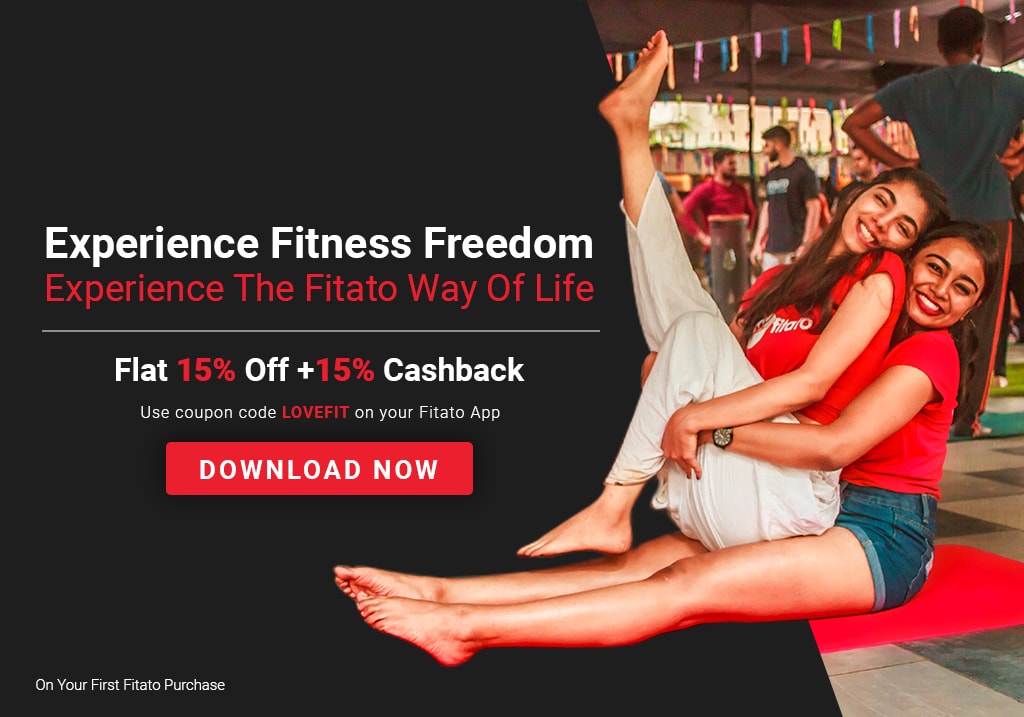 Experience Fitness Freedom
Experience The Fitato Way Of Life
Flat 15% Off +15% Cashback
Use coupon code LOVEFIT on your Fitato App
DOWNLOAD NOW
On Your First Fitato Purchase
fitato